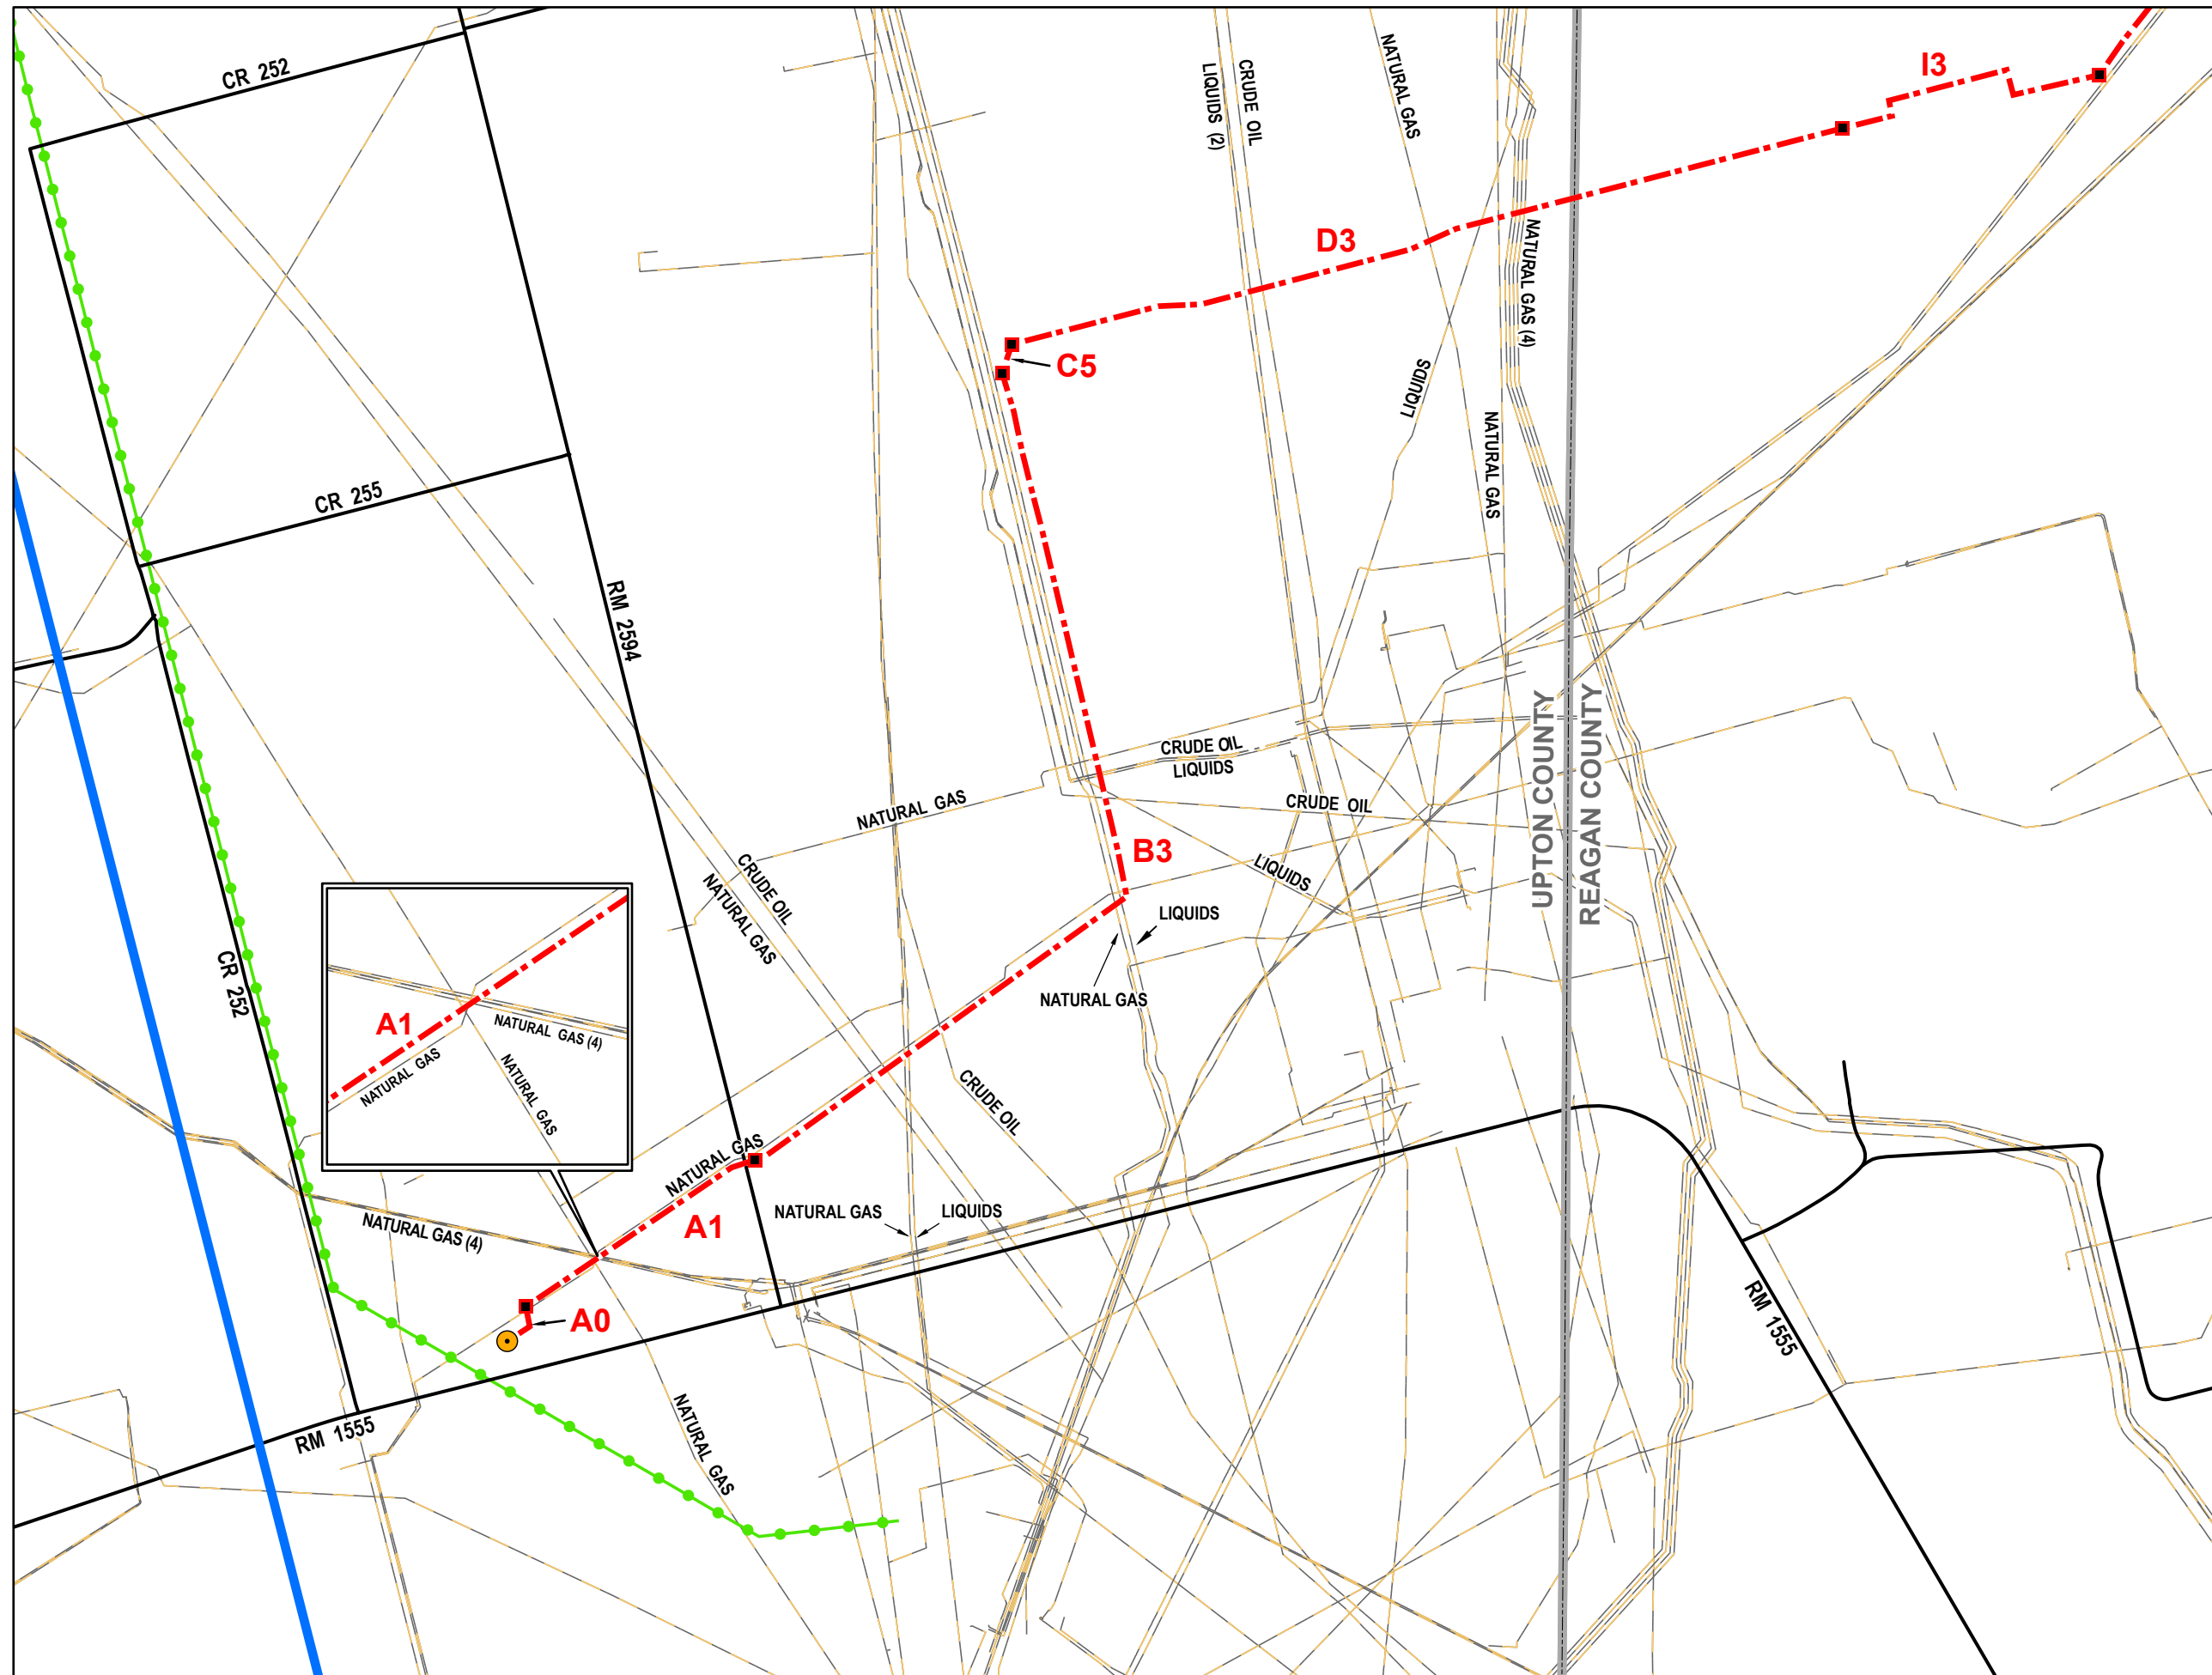 CR 252
NATURAL GAS
CRUDE OIL
LIQUIDS (2)
I3
D3
NATURAL GAS (4)
C5
LIQUIDS
NATURAL GAS
CR 255
RM 2594
UPTON COUNTY
REAGAN COUNTY
CRUDE OIL
LIQUIDS
NATURAL GAS
CRUDE OIL
B3
LIQUIDS
CRUDE OIL
NATURAL GAS
LIQUIDS
NATURAL GAS
CR 252
A1
NATURAL GAS (4)
NATURAL GAS
NATURAL GAS
CRUDE OIL
NATURAL GAS
A1
NATURAL GAS
LIQUIDS
NATURAL GAS (4)
A0
RM 1555
NATURAL GAS
RM 1555